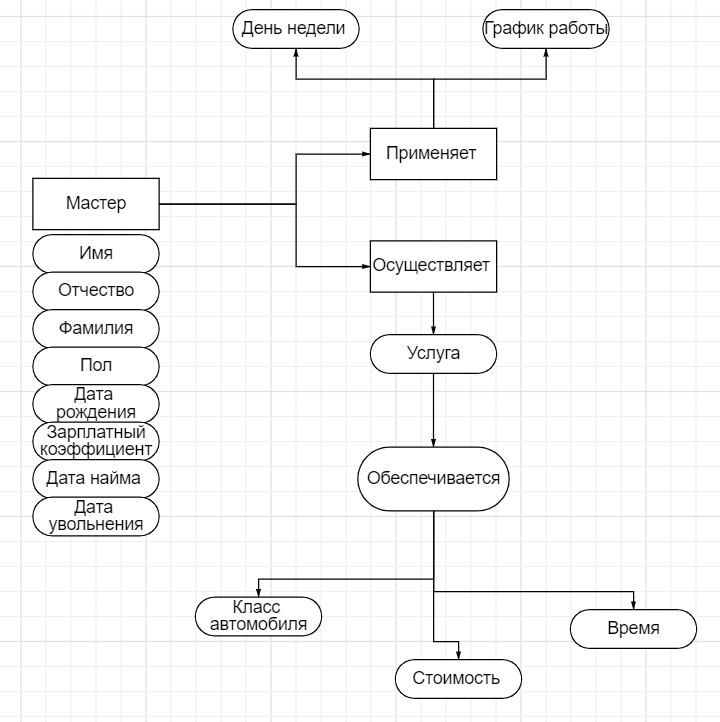 День недели
График работы
Применяет
Мастер
Имя
Отчество
Фамилия
Пол
Дата
рождения
Зарплатный
коэффициент
Дата найма
Дата
увольнения
Осуществляет
Услуга
Обеспечивается
Класс
автомобиля
Время
Стоимость